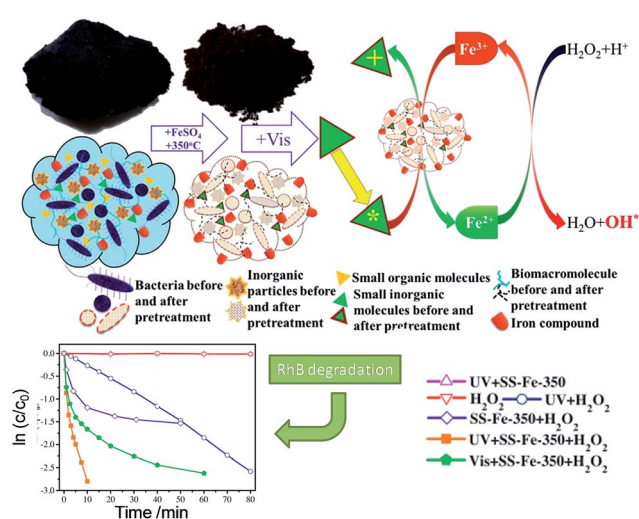 Fe3+
H2O2+H+
+FeSO4
+350°C
+Vis
+
*
Fe2+
H2O+OH*
Bacteria before
and after
pretreatment
Inorganic
particles before
and after
pretreatment
Small organic molecules
Small inorganic
molecules before and
after pretreatment
Biomacromolecule
before and after
pretreatment
Iron compound
ln (c/c0)
0.0
-0.5
-1.0
-1.5
-2.0
-2.5
-3.0
0 10 20 30 40 50 60 70 80
Time /min
RhB degradation
UV+SS-Fe-350
H2O2 UV+H2O2
SS-Fe-350+H2O2
UV+SS-Fe-350+H2O2
Vis+SS-Fe-350+H2O2